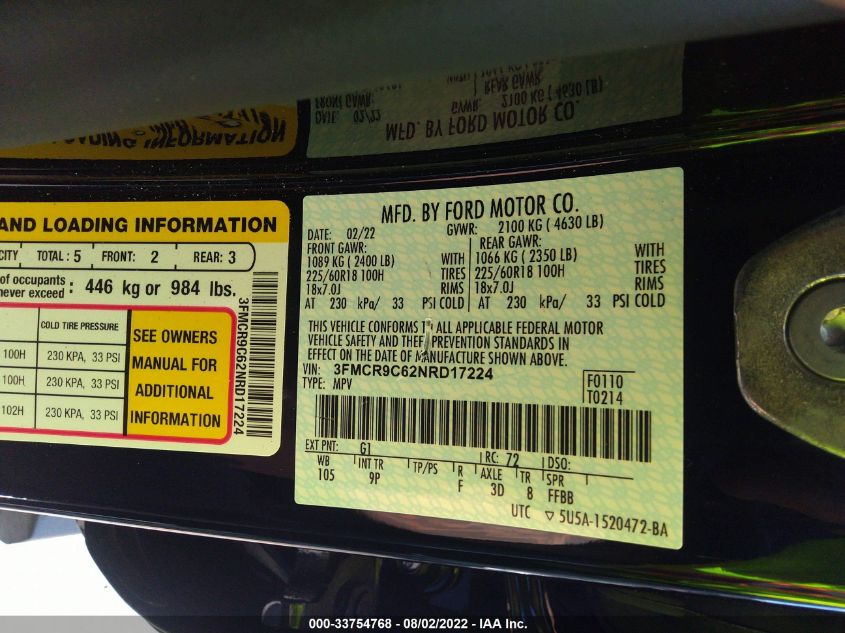 AND LOADING INFORMATION
CITY TOTAL: 5 FRONT: 2 REAR: 3
of occupants
never exceed : 446 kg or 984 lbs.
COLD TIRE PRESSURE
100H 230 KPA, 33 PSI
100H 230 KPA, 33 PSI
102H 230 KPA, 33 PSI
SEE OWNERS
MANUAL FOR
ADDITIONAL
INFORMATION
3FMCR9C62NRD17224
MFD. BY FORD MOTOR CO.
DATE: 02/22 GVWR: 2100 KG ( 4630 LB)
FRONT GAWR: REAR GAWR:
1089 KG ( 2400 LB) 1066 KG ( 2350 LB) WITH
225/60R18 100H 225/60R18 100H TIRES
18x7.0J 18x7.0J RIMS
AT 230 kPa/ 33 PSI COLD AT 230 kPa/ 33 PSI COLD
THIS VEHICLE CONFORMS TO ALL APPLICABLE FEDERAL MOTOR
VEHICLE SAFETY AND THEFT PREVENTION STANDARDS IN
EFFECT ON THE DATE OF MANUFACTURE SHOWN ABOVE.
VIN: 3FMCR9C62NRD17224
TYPE: MPV
F0110
T0214
EXT PNT: G1 RC: 72 DSO:
WB INT TR TP/PS R AXLE TR SPR
105 9P F 3D 8 FFBB
UTC ▽ 5U5A-1520472-BA
000-33754768 - 08/02/2022 - IAA Inc.